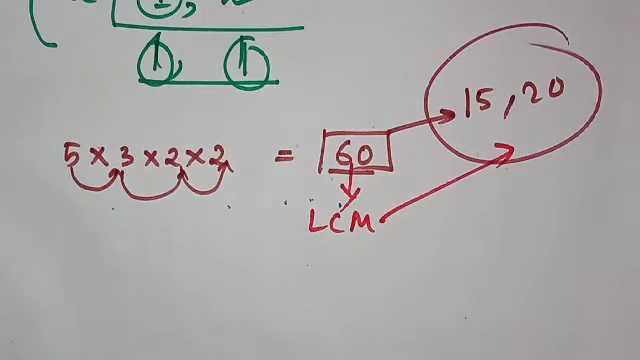 1, 1
15, 20
5 × 3 × 2 × 2 = 60
LCM